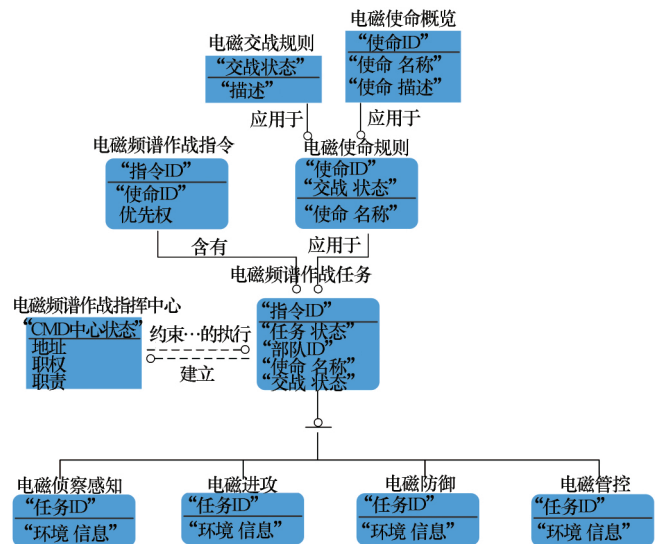 电磁交战规则
“交战状态”
“描述”
电磁使命概览
“使命ID”
“使命 名称”
“使命 描述”
应用于
应用于
电磁频谱作战指令
“指令ID”
“使命ID”
优先权
电磁使命规则
“使命ID”
“交战 状态”
“使命 名称”
含有
应用于
电磁频谱作战任务
“指令ID”
“任务 状态”
“部队ID”
“使命 名称”
“交战 状态”
电磁频谱作战指挥中心
“CMD中心状态”
地址
职权
职责
约束…的执行
建立
电磁侦察感知
“任务ID”
“环境 信息”
电磁进攻
“任务ID”
“环境 信息”
电磁防御
“任务ID”
“环境 信息”
电磁管控
“任务ID”
“环境 信息”